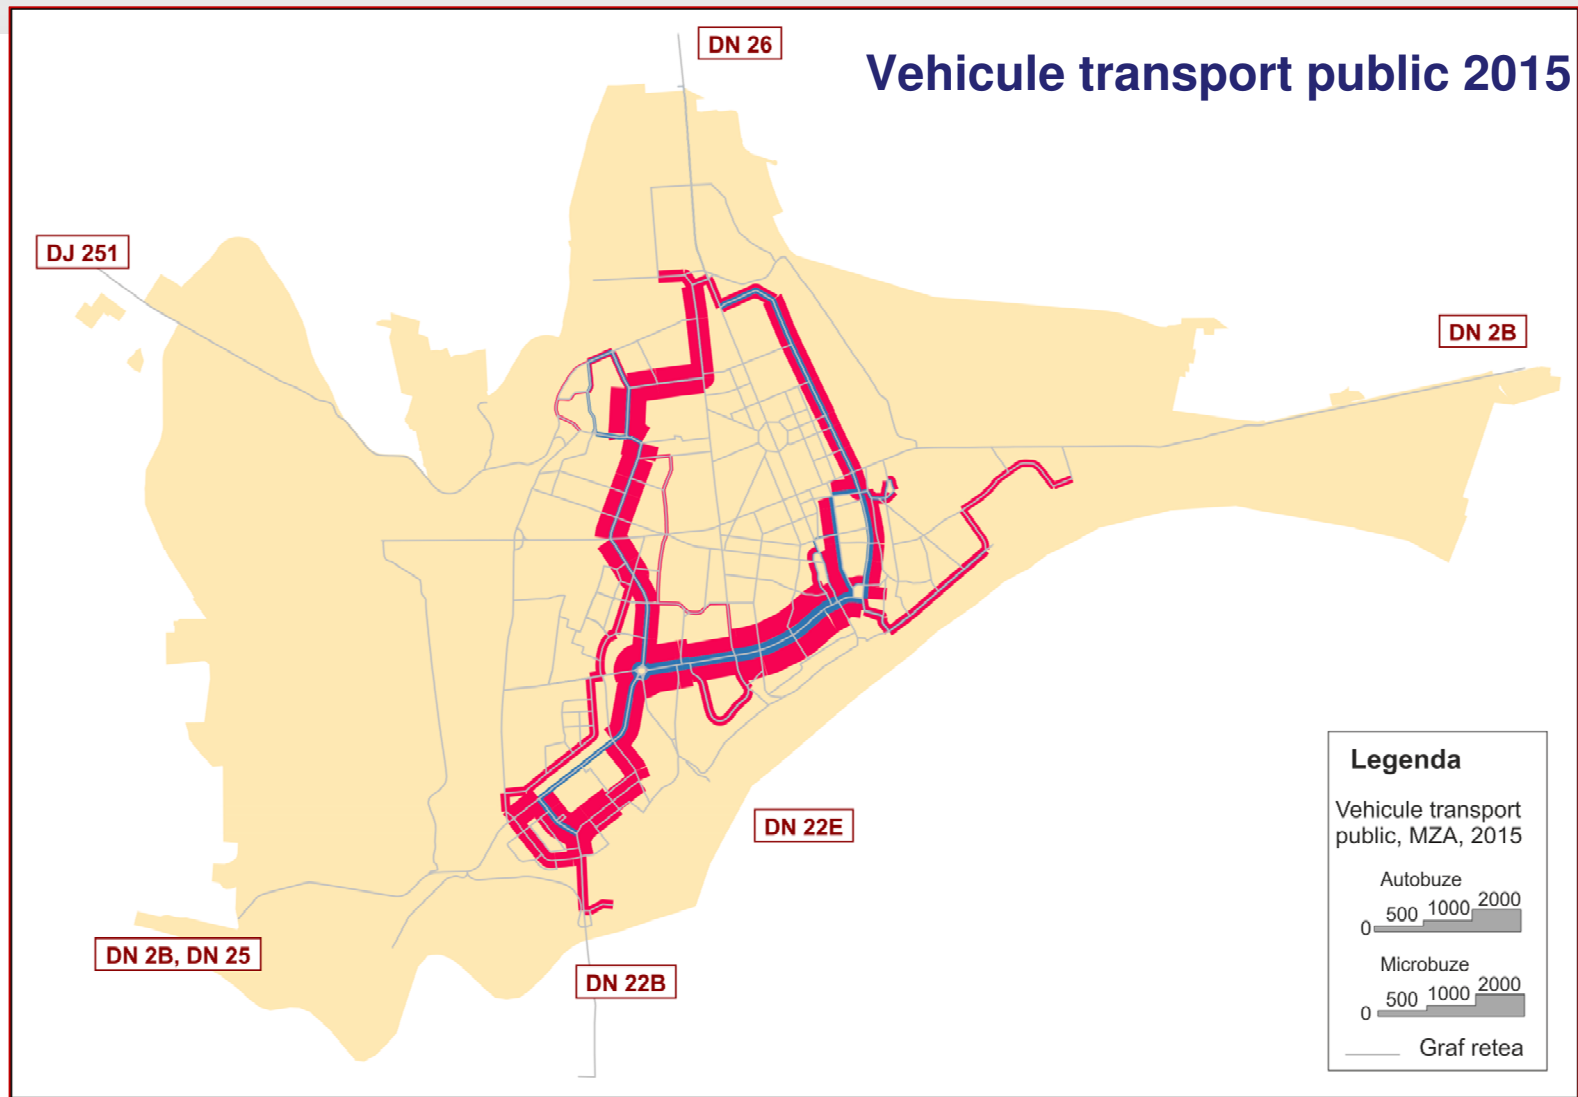 DN 26
Vehicule transport public 2015
DJ 251
DN 2B
DN 22E
DN 2B, DN 25
DN 22B
Legenda
Vehicule transport
public, MZA, 2015
Autobuze
0 500 1000 2000
Microbuze
0 500 1000 2000
Graf retea